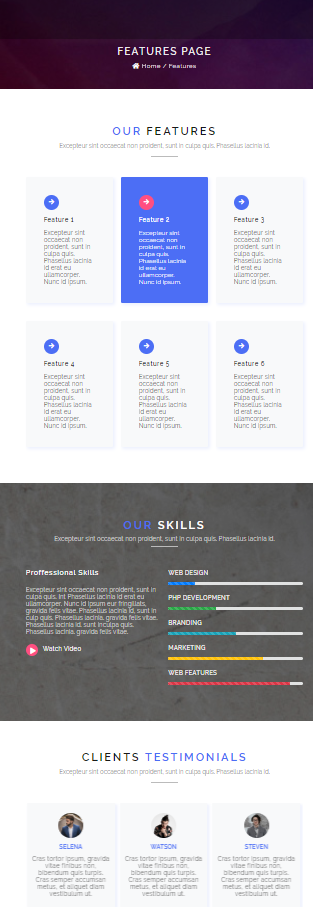 FEATURES PAGE
Home / Features
OUR FEATURES
Excepteur sint occaecat non proident, sunt in culpa quis. Phasellus lacinia id.
Feature 1
Excepteur sint
occaecat non
proident, sunt in
culpa quis.
Phasellus lacinia
id erat eu
ullamcorper.
Nunc id ipsum.
Feature 2
Excepteur sint
occaecat non
proident, sunt in
culpa quis.
Phasellus lacinia
id erat eu
ullamcorper.
Nunc id ipsum.
Feature 3
Excepteur sint
occaecat non
proident, sunt in
culpa quis.
Phasellus lacinia
id erat eu
ullamcorper.
Nunc id ipsum.
Feature 4
Excepteur sint
occaecat non
proident, sunt in
culpa quis.
Phasellus lacinia
id erat eu
ullamcorper.
Nunc id ipsum.
Feature 5
Excepteur sint
occaecat non
proident, sunt in
culpa quis.
Phasellus lacinia
id erat eu
ullamcorper.
Nunc id ipsum.
Feature 6
Excepteur sint
occaecat non
proident, sunt in
culpa quis.
Phasellus lacinia
id erat eu
ullamcorper.
Nunc id ipsum.
OUR SKILLS
Excepteur sint occaecat non proident, sunt in culpa quis. Phasellus lacinia id.
Proffessional Skills
Excepteur sint occaecat non proident, sunt in
culpa quis. Int Phasellus lacinia id erat eu
ullamcorper. Nunc id ipsum eur fringillats,
gravida felis vitae. Phasellus lacinia id, sunt in
culp quis. Phasellus lacinia id erat. Phasellus
lacinia id. sunt inculpa quis.
Phasellus lacinia, gravida felis vitae.
Watch Video
WEB DESIGN
PHP DEVELOPMENT
BRANDING
MARKETING
WEB FEATURES
CLIENTS TESTIMONIALS
Excepteur sint occaecat non proident, sunt in culpa quis. Phasellus lacinia id.
SELENA
Cras tortor ipsum, gravida
vitae finibus non,
bibendum quis turpis.
Cras semper accumsan
metus, et aliquet diam
vestibulum ut.
WATSON
Cras tortor ipsum, gravida
vitae finibus non,
bibendum quis turpis.
Cras semper accumsan
metus, et aliquet diam
vestibulum ut.
STEVEN
Cras tortor ipsum, gravida
vitae finibus non,
bibendum quis turpis.
Cras semper accumsan
metus, et aliquet diam
vestibulum ut.